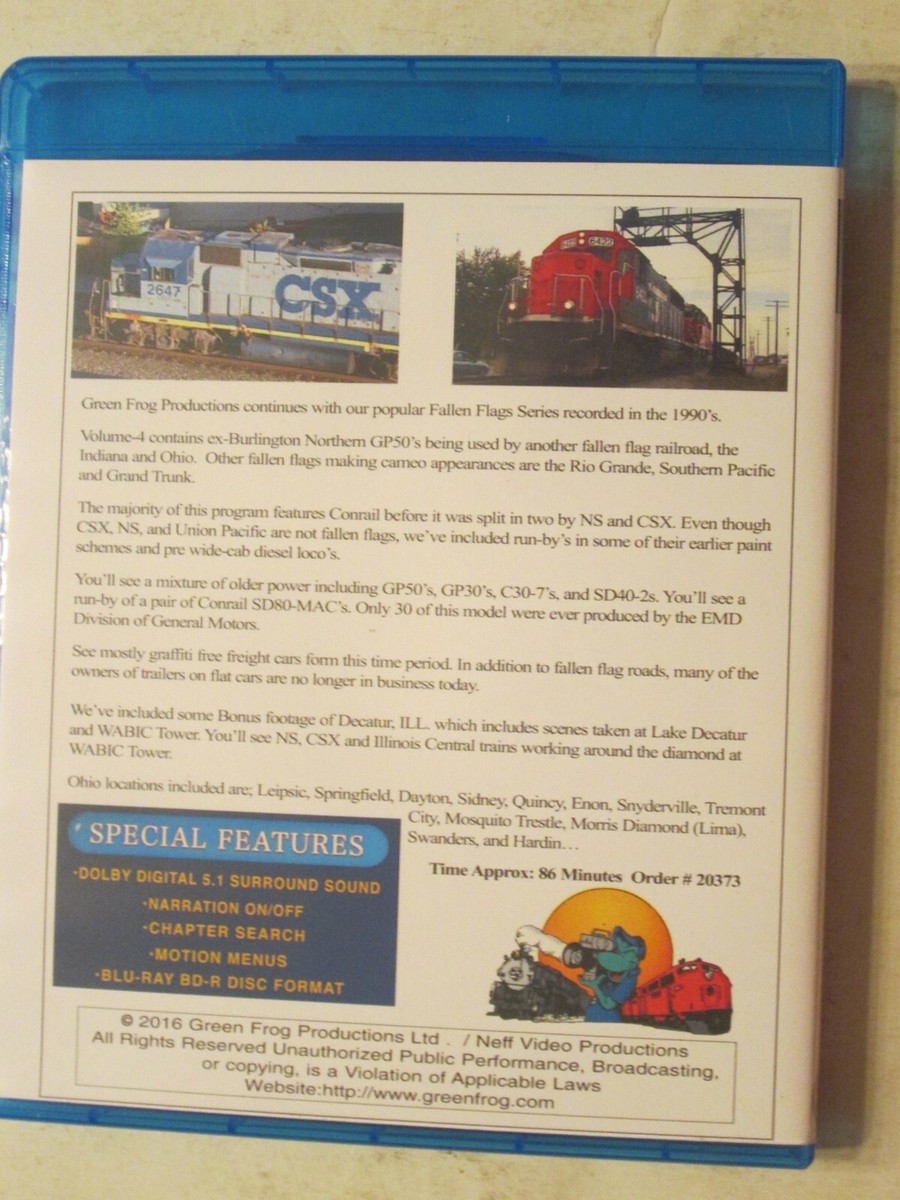 2647
CSX
6422
6422
Green Frog Productions continues with our popular Fallen Flags Series recorded in the 1990's.
Volume-4 contains ex-Burlington Northern GP50's being used by another fallen flag railroad, the
Indiana and Ohio. Other fallen flags making cameo appearances are the Rio Grande, Southern Pacific
and Grand Trunk.
The majority of this program features Conrail before it was split in two by NS and CSX. Even though
CSX, NS, and Union Pacific are not fallen flags, we've included run-by's in some of their earlier paint
schemes and pre wide-cab diesel loco's.
You'll see a mixture of older power including GP50's, GP30's, C30-7's, and SD40-2s. You'll see a
run-by of a pair of Conrail SD80-MAC's. Only 30 of this model were ever produced by the EMD
Division of General Motors.
See mostly graffiti free freight cars form this time period. In addition to fallen flag roads, many of the
owners of trailers on flat cars are no longer in business today.
We've included some Bonus footage of Decatur, ILL. which includes scenes taken at Lake Decatur
and WABIC Tower. You'll see NS, CSX and Illinois Central trains working around the diamond at
WABIC Tower.
Ohio locations included are; Leipsic, Springfield, Dayton, Sidney, Quincy, Enon, Snyderville, Tremont
City, Mosquito Trestle, Morris Diamond (Lima),
Swanders, and Hardin…
SPECIAL FEATURES
·DOLBY DIGITAL 5.1 SURROUND SOUND
·NARRATION ON/OFF
·CHAPTER SEARCH
·MOTION MENUS
·BLU-RAY BD-R DISC FORMAT
Time Approx: 86 Minutes Order # 20373
© 2016 Green Frog Productions Ltd . / Neff Video Productions
All Rights Reserved Unauthorized Public Performance, Broadcasting,
or copying, is a Violation of Applicable Laws
Website:http://www.greenfrog.com